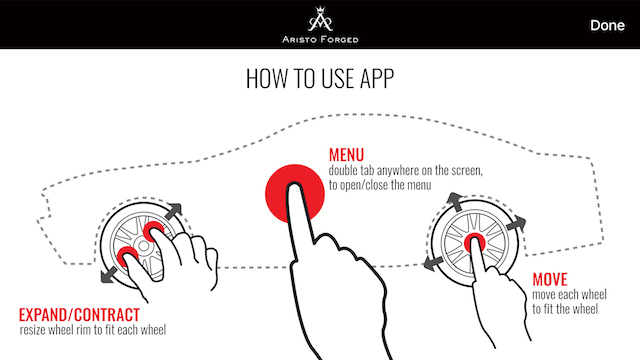 Aristo Forged
Done
HOW TO USE APP
MENU
double tab anywhere on the screen,
to open/close the menu
EXPAND/CONTRACT
resize wheel rim to fit each wheel
MOVE
move each wheel
to fit the wheel